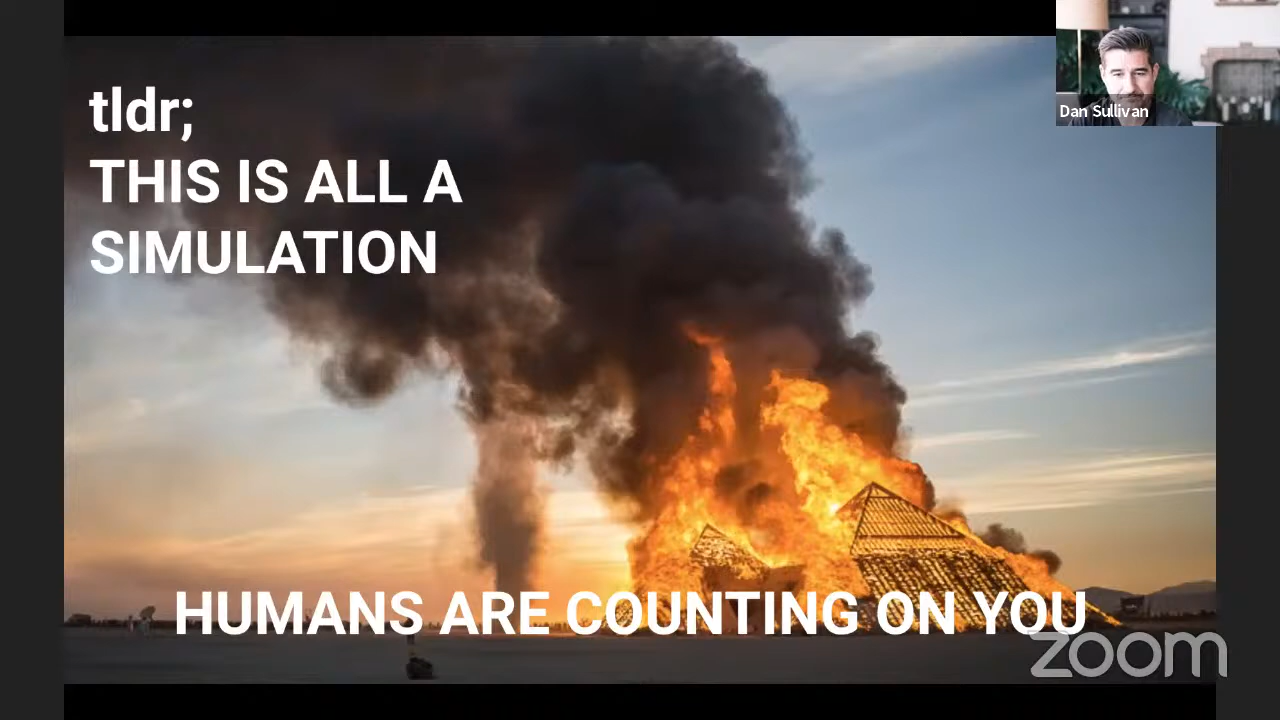 tldr;
THIS IS ALL A
SIMULATION
Dan Sullivan
HUMANS ARE COUNTING ON YOU
zoom